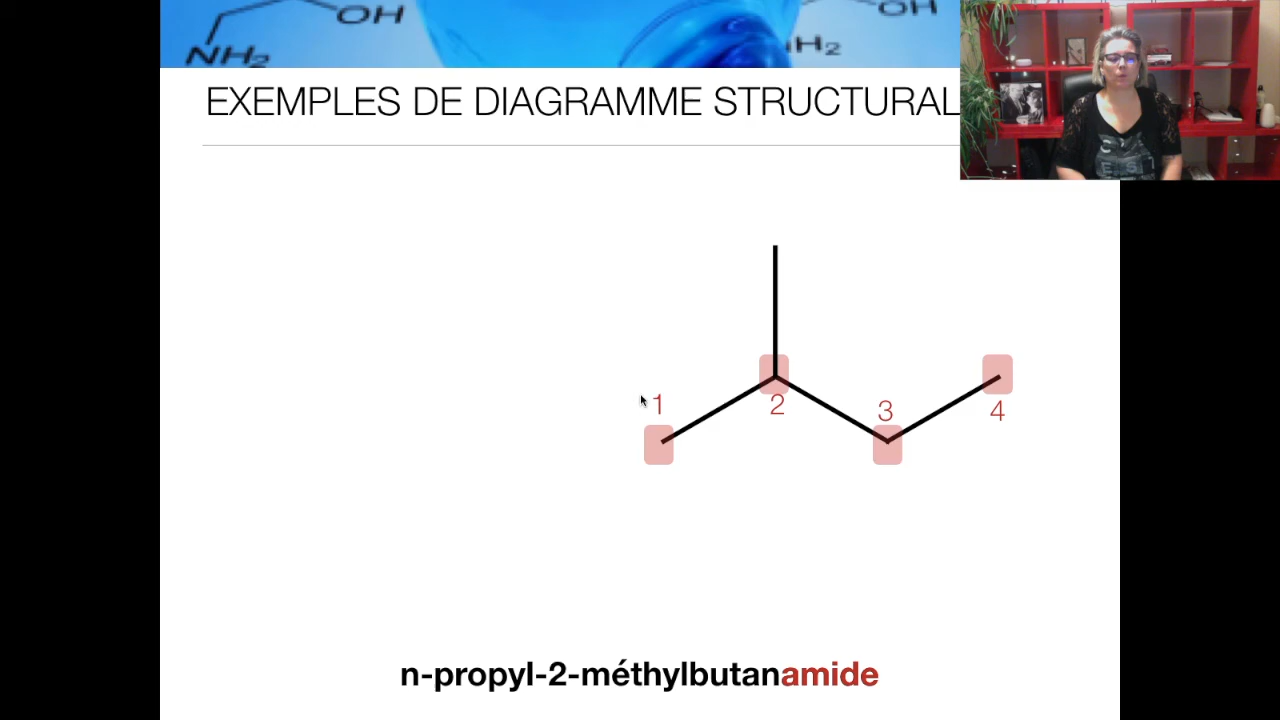 OH
NH₂
OH
H₂
EXEMPLES DE DIAGRAMME STRUCTURAL
1
2
3
4
n-propyl-2-méthylbutanamide